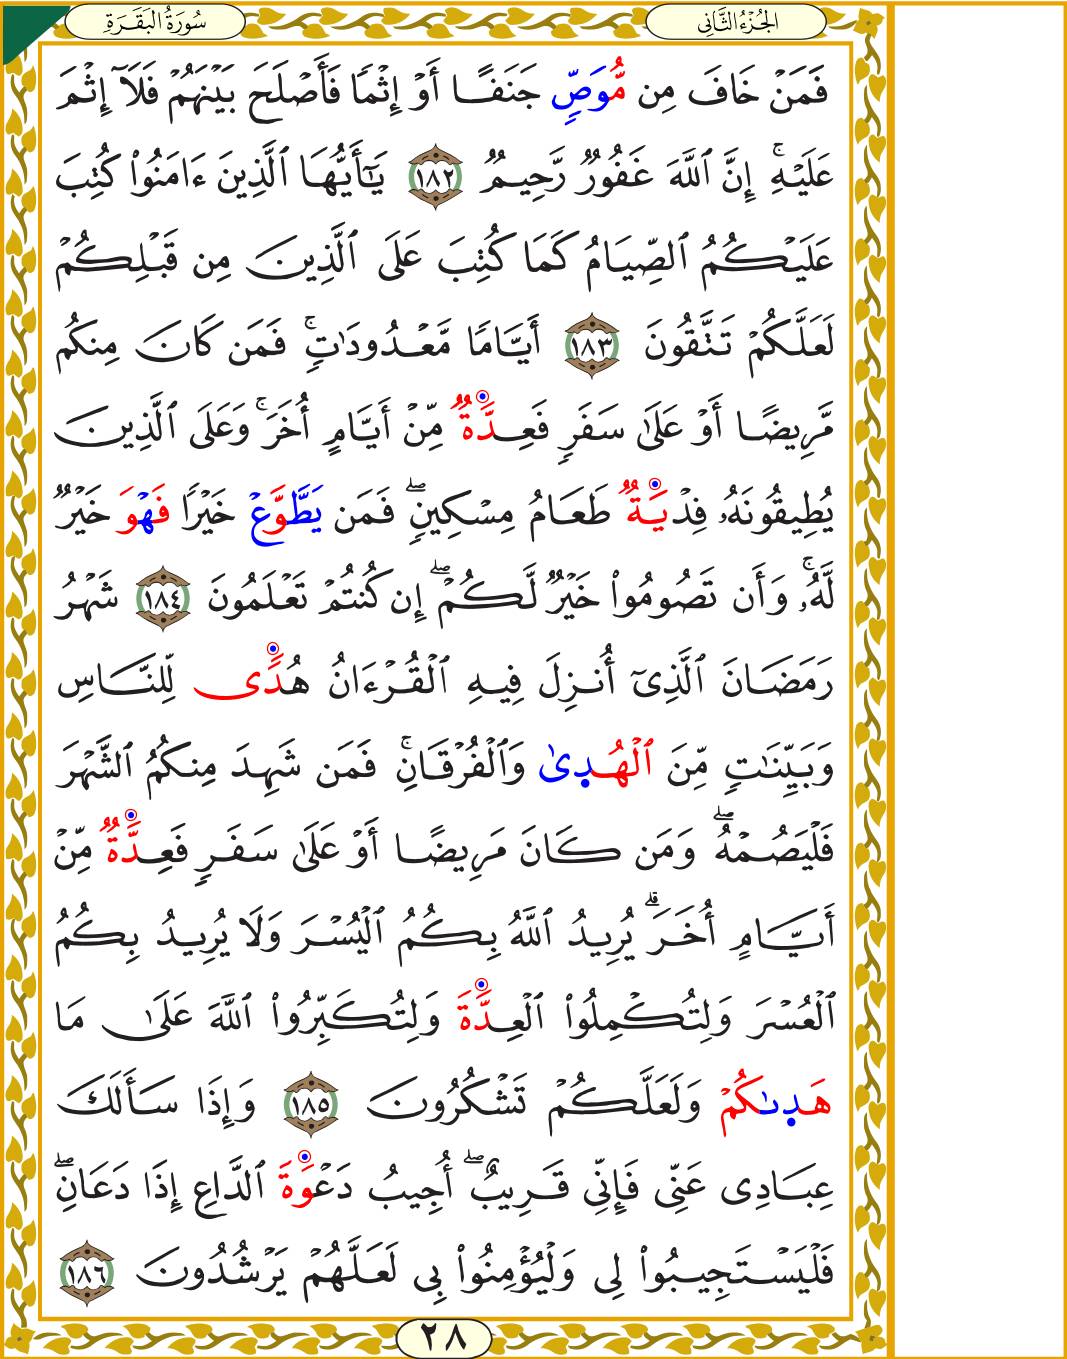 سُورَةُ البَقَرَةِ
الجُزْءُ الثَّانِي
فَمَنۡ خَافَ مِن مُّوَصِّٖ جَنَفًا أَوۡ إِثۡمٗا فَأَصۡلَحَ بَيۡنَهُمۡ فَلَآ إِثۡمَ
عَلَيۡهِۚ إِنَّ ٱللَّهَ غَفُورٞ رَّحِيمٞ ١٨٢ يَٰٓأَيُّهَا ٱلَّذِينَ ءَامَنُواْ كُتِبَ
عَلَيۡكُمُ ٱلصِّيَامُ كَمَا كُتِبَ عَلَى ٱلَّذِينَ مِن قَبۡلِكُمۡ
لَعَلَّكُمۡ تَتَّقُونَ ١٨٣ أَيَّامٗا مَّعۡدُودَٰتٖۚ فَمَن كَانَ مِنكُم
مَّرِيضًا أَوۡ عَلَىٰ سَفَرٖ فَعِدَّةٞ مِّنۡ أَيَّامٍ أُخَرَۚ وَعَلَى ٱلَّذِينَ
يُطِيقُونَهُۥ فِدۡيَةٞ طَعَامُ مِسۡكِينٖۖ فَمَن يَطَّوَّعۡ خَيۡرٗا فَهۡوَ خَيۡرٞ
لَّهُۥۚ وَأَن تَصُومُواْ خَيۡرٞ لَّكُمۡۖ إِن كُنتُمۡ تَعۡلَمُونَ ١٨٤ شَهۡرُ
رَمَضَانَ ٱلَّذِيٓ أُنزِلَ فِيهِ ٱلۡقُرۡءَانُ هُدٗى لِّلنَّاسِ
وَبَيِّنَٰتٖ مِّنَ ٱلۡهُدٜىٰ وَٱلۡفُرۡقَانِۚ فَمَن شَهِدَ مِنكُمُ ٱلشَّهۡرَ
فَلۡيَصُمۡهُۖ وَمَن كَانَ مَرِيضًا أَوۡ عَلَىٰ سَفَرٖ فَعِدَّةٞ مِّنۡ
أَيَّامٍ أُخَرَۗ يُرِيدُ ٱللَّهُ بِكُمُ ٱلۡيُسۡرَ وَلَا يُرِيدُ بِكُمُ
ٱلۡعُسۡرَ وَلِتُكۡمِلُواْ ٱلۡعِدَّةَ وَلِتُكَبِّرُواْ ٱللَّهَ عَلَىٰ مَا
هَدٜىٰكُمۡ وَلَعَلَّكُمۡ تَشۡكُرُونَ ١٨٥ وَإِذَا سَأَلَكَ
عِبَادِي عَنِّي فَإِنِّي قَرِيبٌۖ أُجِيبُ دَعۡوَةَ ٱلدَّاعِ إِذَا دَعَانِۖ
فَلۡيَسۡتَجِيبُواْ لِي وَلۡيُؤۡمِنُواْ بِي لَعَلَّهُمۡ يَرۡشُدُونَ ١٨٦
٢٨